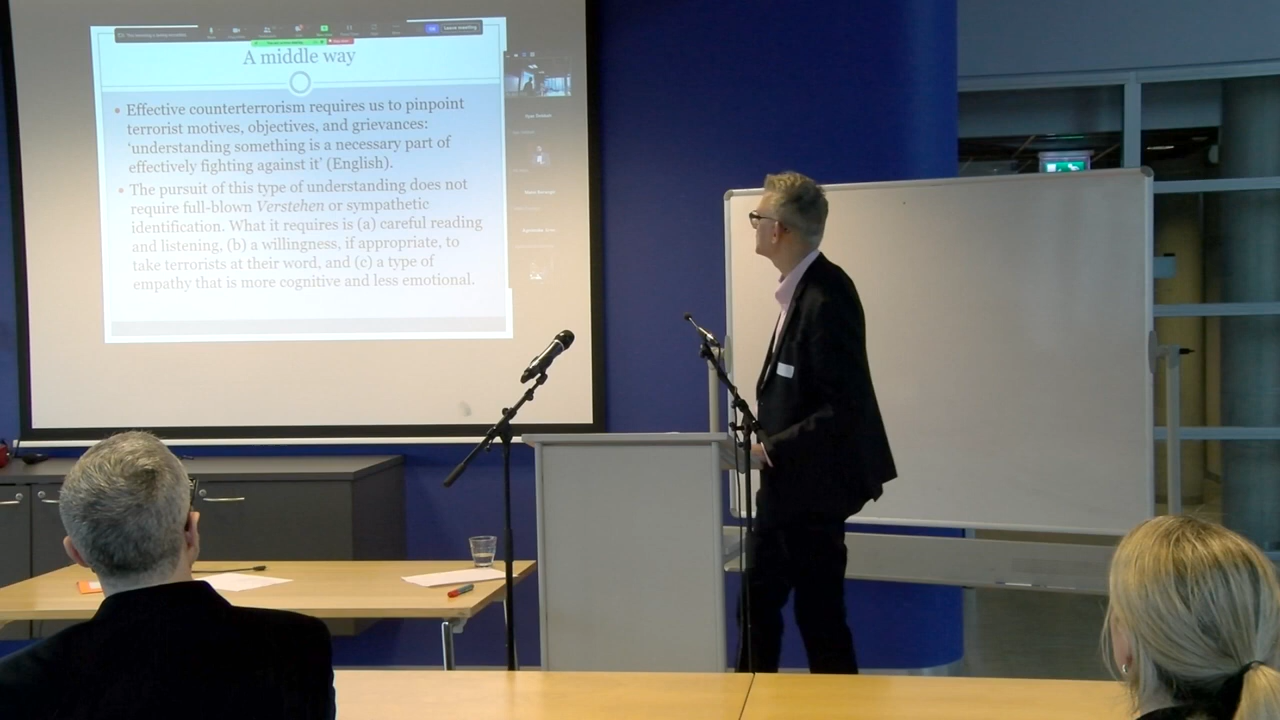 Leave meeting
A middle way
• Effective counterterrorism requires us to pinpoint
terrorist motives, objectives, and grievances:
‘understanding something is a necessary part of
effectively fighting against it’ (English).
• The pursuit of this type of understanding does not
require full-blown Verstehen or sympathetic
identification. What it requires is (a) careful reading
and listening, (b) a willingness, if appropriate, to
take terrorists at their word, and (c) a type of
empathy that is more cognitive and less emotional.